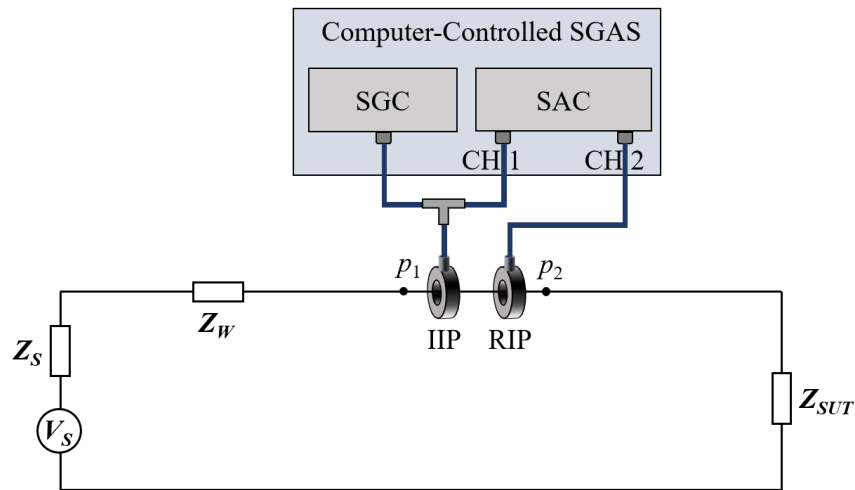 Computer-Controlled SGAS
SGC
SAC
CH 1
CH 2
p1
p2
IIP
RIP
ZW
ZS
VS
ZSUT